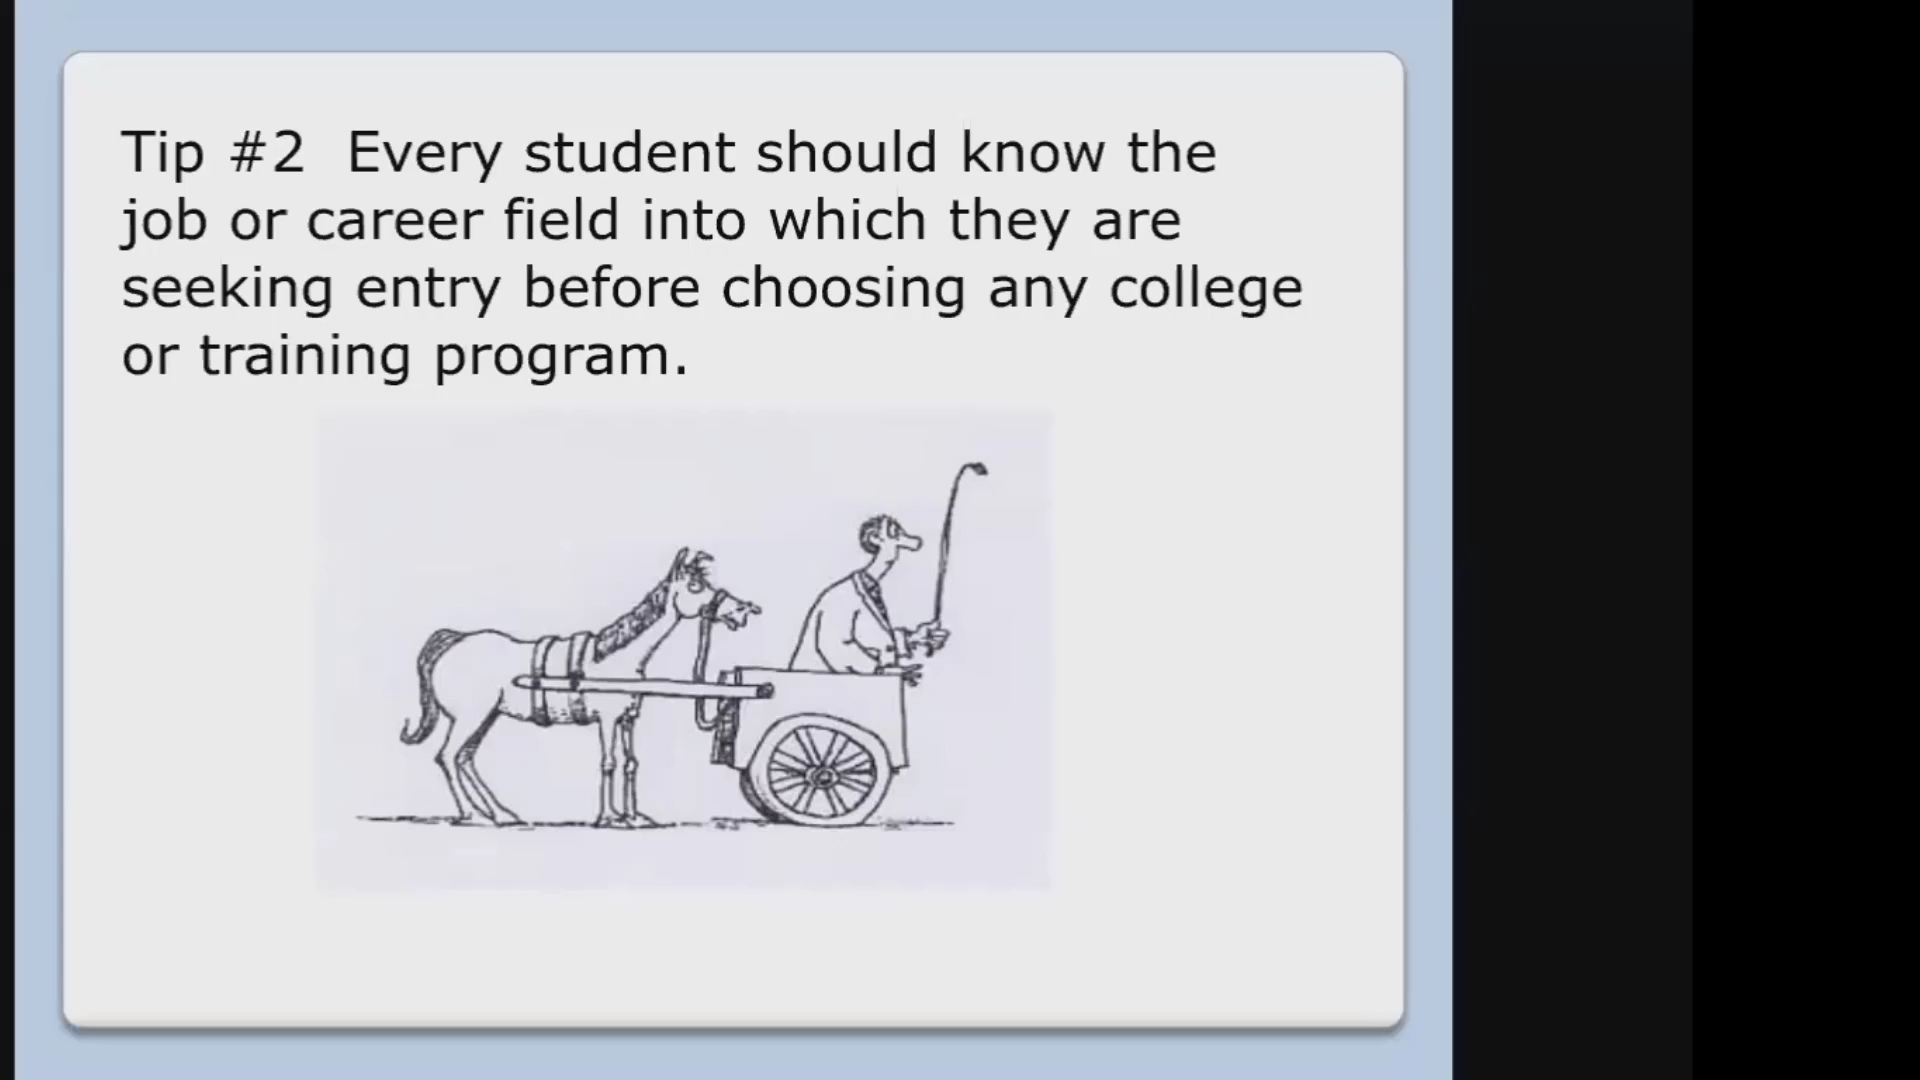 Tip #2  Every student should know the
job or career field into which they are
seeking entry before choosing any college
or training program.